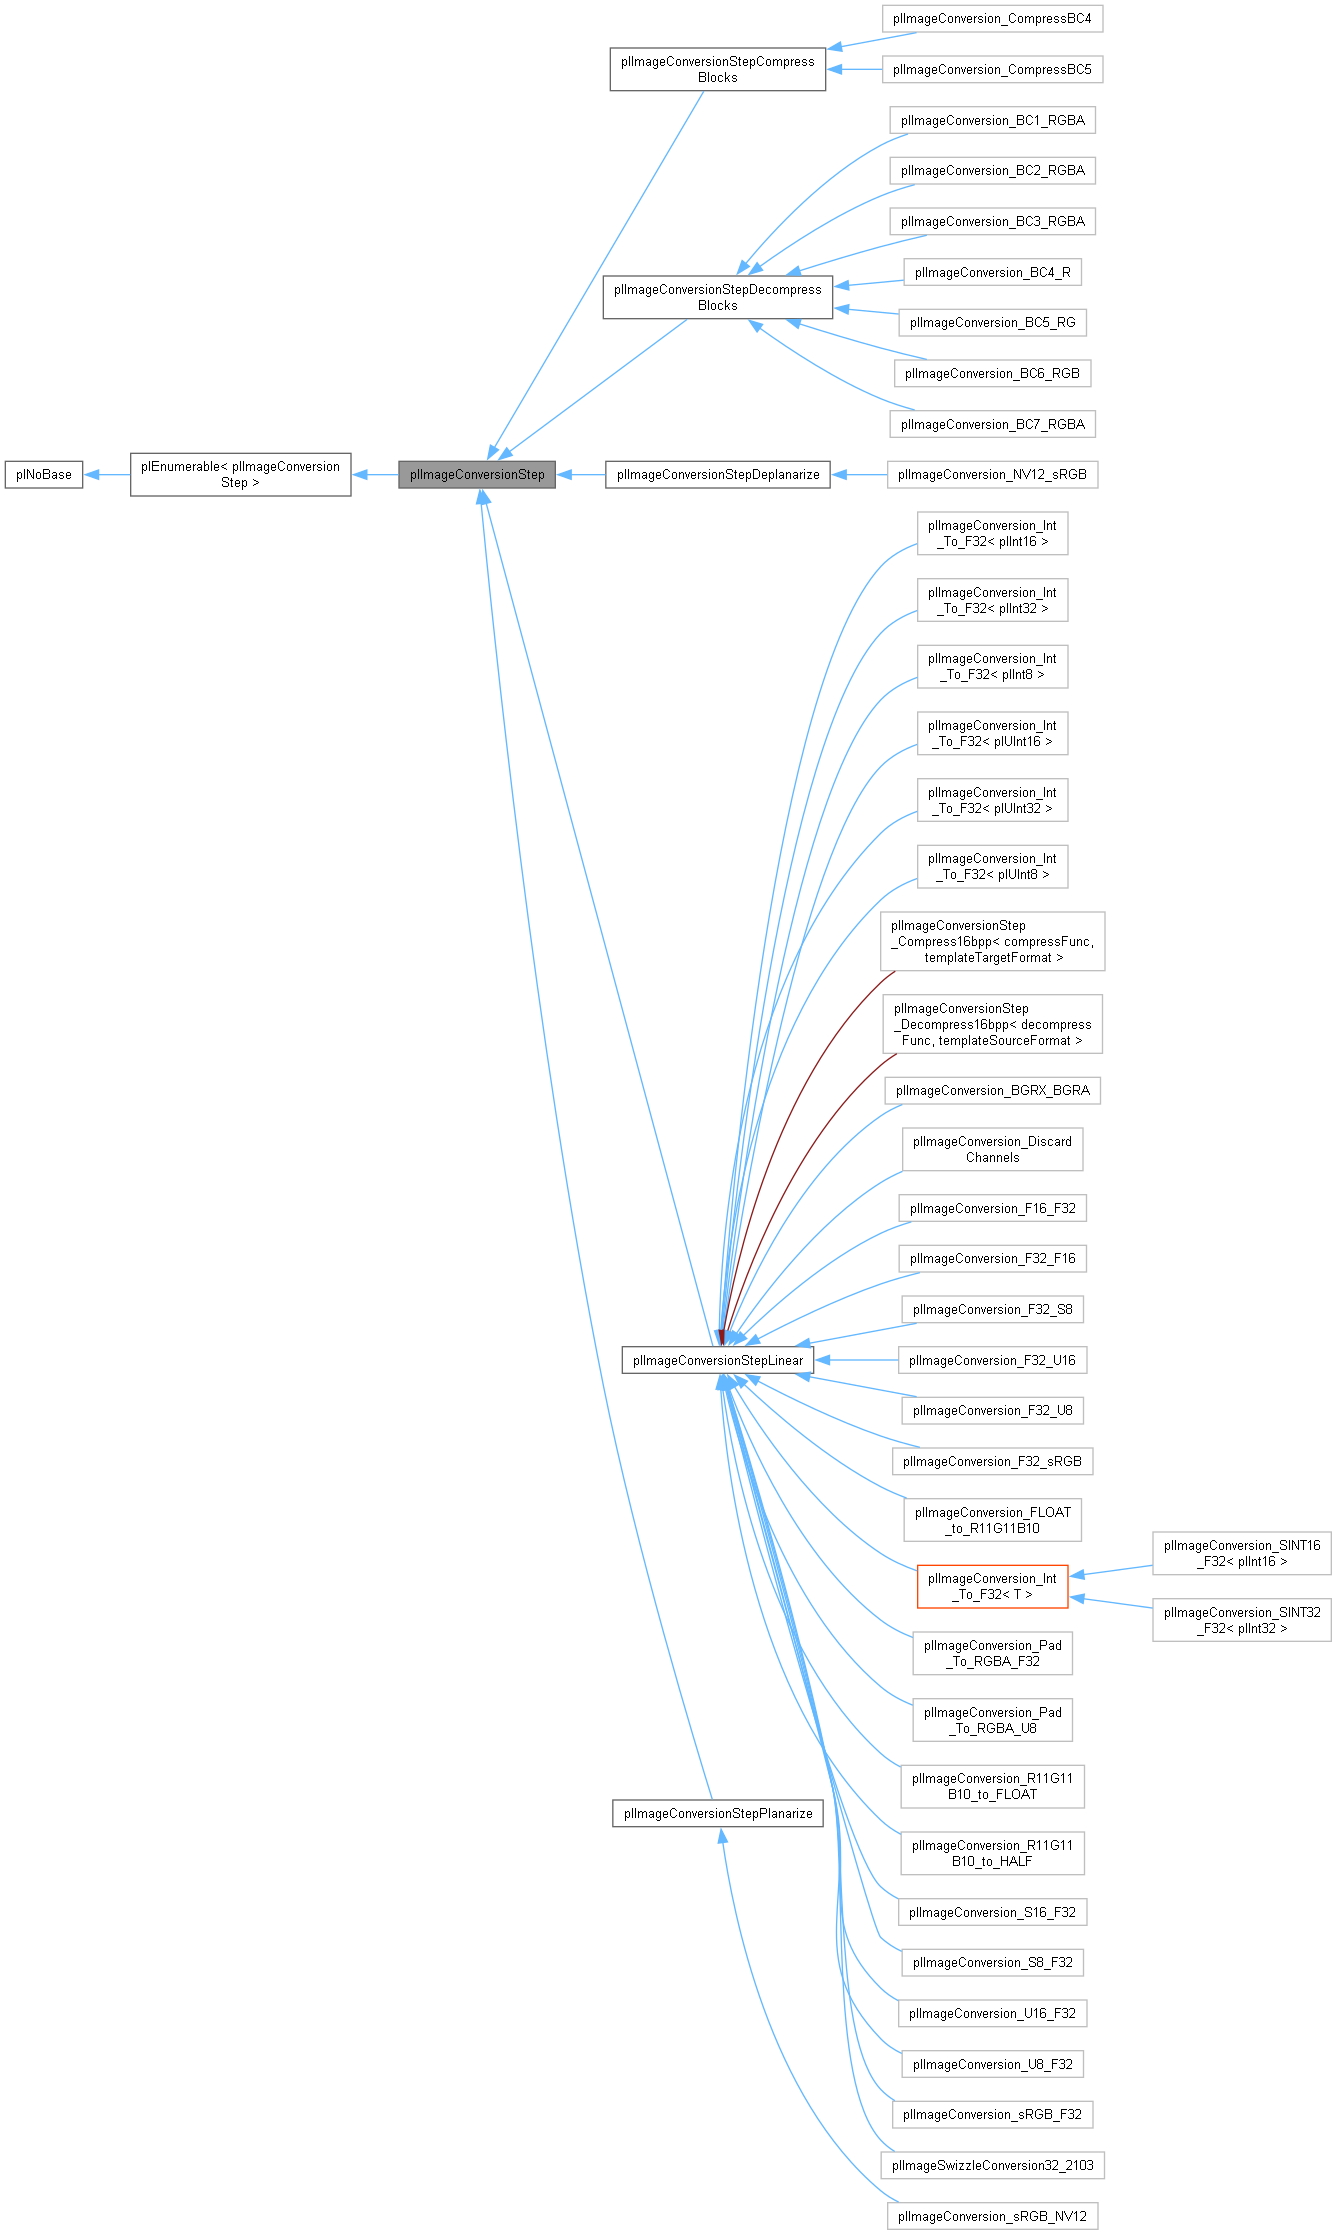 plImageConversion_CompressBC4
plImageConversionStepCompress
Blocks
plImageConversion_CompressBC5
plImageConversion_BC1_RGBA
plImageConversion_BC2_RGBA
plImageConversion_BC3_RGBA
plImageConversion_BC4_R
plImageConversionStepDecompress
Blocks
plImageConversion_BC5_RG
plImageConversion_BC6_RGB
plImageConversion_BC7_RGBA
plNoBase
plEnumerable< plImageConversion
Step >
plImageConversionStep
plImageConversionStepDeplanarize
plImageConversion_NV12_sRGB
plImageConversion_Int
_To_F32< plInt16 >
plImageConversion_Int
_To_F32< plInt32 >
plImageConversion_Int
_To_F32< plInt8 >
plImageConversion_Int
_To_F32< plUInt16 >
plImageConversion_Int
_To_F32< plUInt32 >
plImageConversion_Int
_To_F32< plUInt8 >
plImageConversionStep
_Compress16bpp< compressFunc,
templateTargetFormat >
plImageConversionStep
_Decompress16bpp< decompress
Func, templateSourceFormat >
plImageConversion_BGRX_BGRA
plImageConversion_Discard
Channels
plImageConversion_F16_F32
plImageConversion_F32_F16
plImageConversion_F32_S8
plImageConversionStepLinear
plImageConversion_F32_U16
plImageConversion_F32_U8
plImageConversion_F32_sRGB
plImageConversion_FLOAT
_to_R11G11B10
plImageConversion_Int
_To_F32< T >
plImageConversion_SINT16
_F32< plInt16 >
plImageConversion_SINT32
_F32< plInt32 >
plImageConversion_Pad
_To_RGBA_F32
plImageConversion_Pad
_To_RGBA_U8
plImageConversion_R11G11
B10_to_FLOAT
plImageConversionStepPlanarize
plImageConversion_R11G11
B10_to_HALF
plImageConversion_S16_F32
plImageConversion_S8_F32
plImageConversion_U16_F32
plImageConversion_U8_F32
plImageConversion_sRGB_F32
plImageSwizzleConversion32_2103
plImageConversion_sRGB_NV12